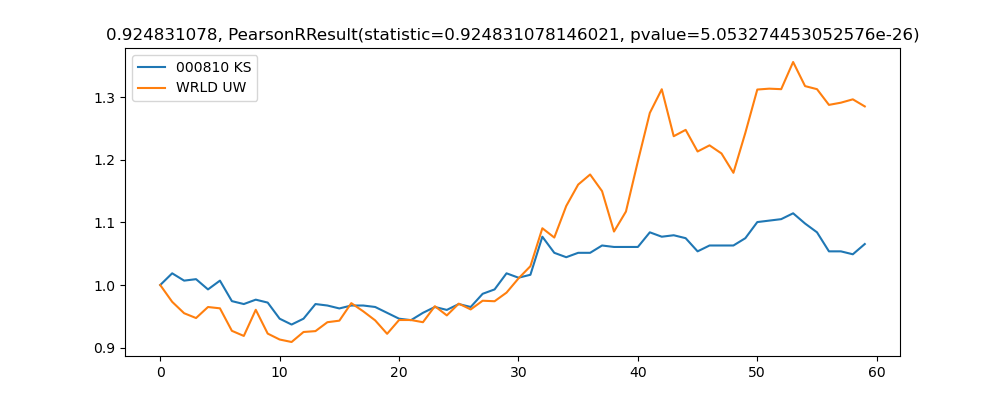 0.924831078, PearsonRResult(statistic=0.924831078146021, pvalue=5.053274453052576e-26)
000810 KS
WRLD UW
1.3
1.2
1.1
1.0
0.9
0 10 20 30 40 50 60